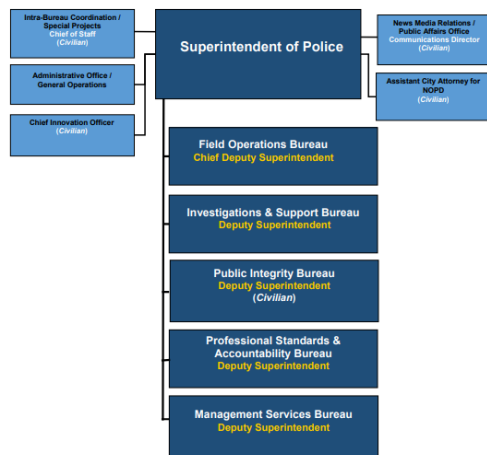 Intra-Bureau Coordination /
Special Projects
Chief of Staff
(Civilian)
Administrative Office /
General Operations
Chief Innovation Officer
(Civilian)
Superintendent of Police
News Media Relations /
Public Affairs Office
Communications Director
(Civilian)
Assistant City Attorney for
NOPD
(Civilian)
Field Operations Bureau
Chief Deputy Superintendent
Investigations & Support Bureau
Deputy Superintendent
Public Integrity Bureau
Deputy Superintendent
(Civilian)
Professional Standards &
Accountability Bureau
Deputy Superintendent
Management Services Bureau
Deputy Superintendent